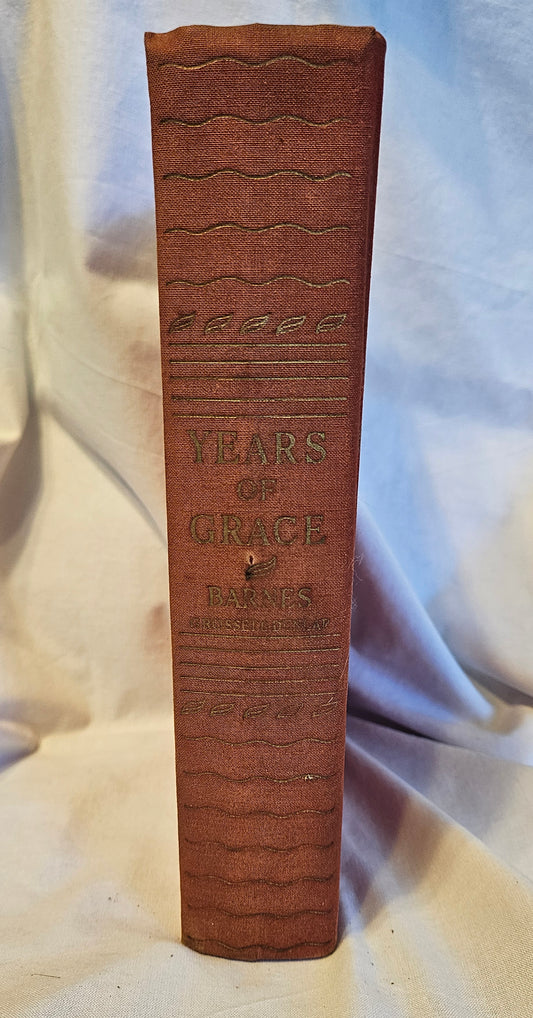 YEARS
OF
GRACE
BARNES
GROSSET & DUNLAP